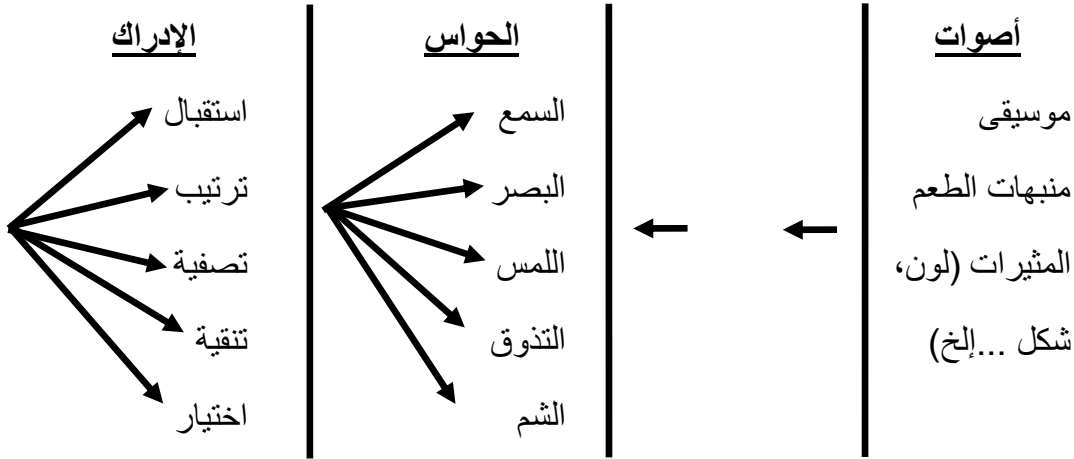 أصوات
موسيقى
منبهات الطعم
المثيرات (لون،
شكل ...إلخ)
الحواس
السمع
البصر
اللمس
التذوق
الشم
الإدراك
استقبال
ترتيب
تصفية
تنقية
اختيار